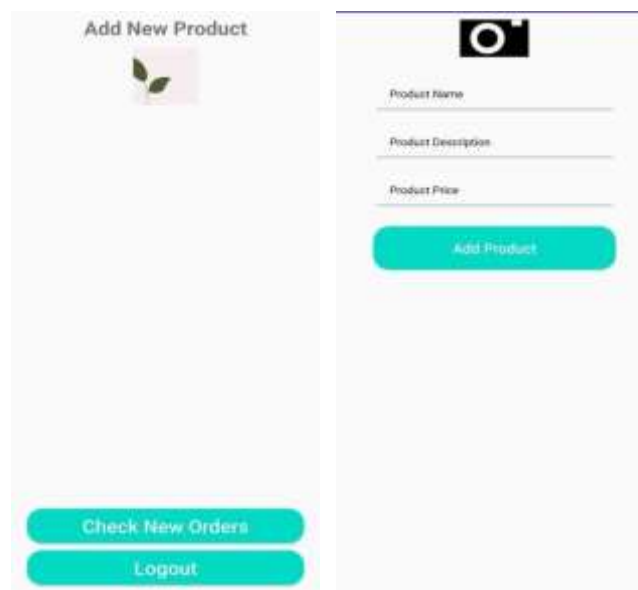 Add New Product
Check New Orders
Logout
Product Name
Product Description
Product Price
Add Product